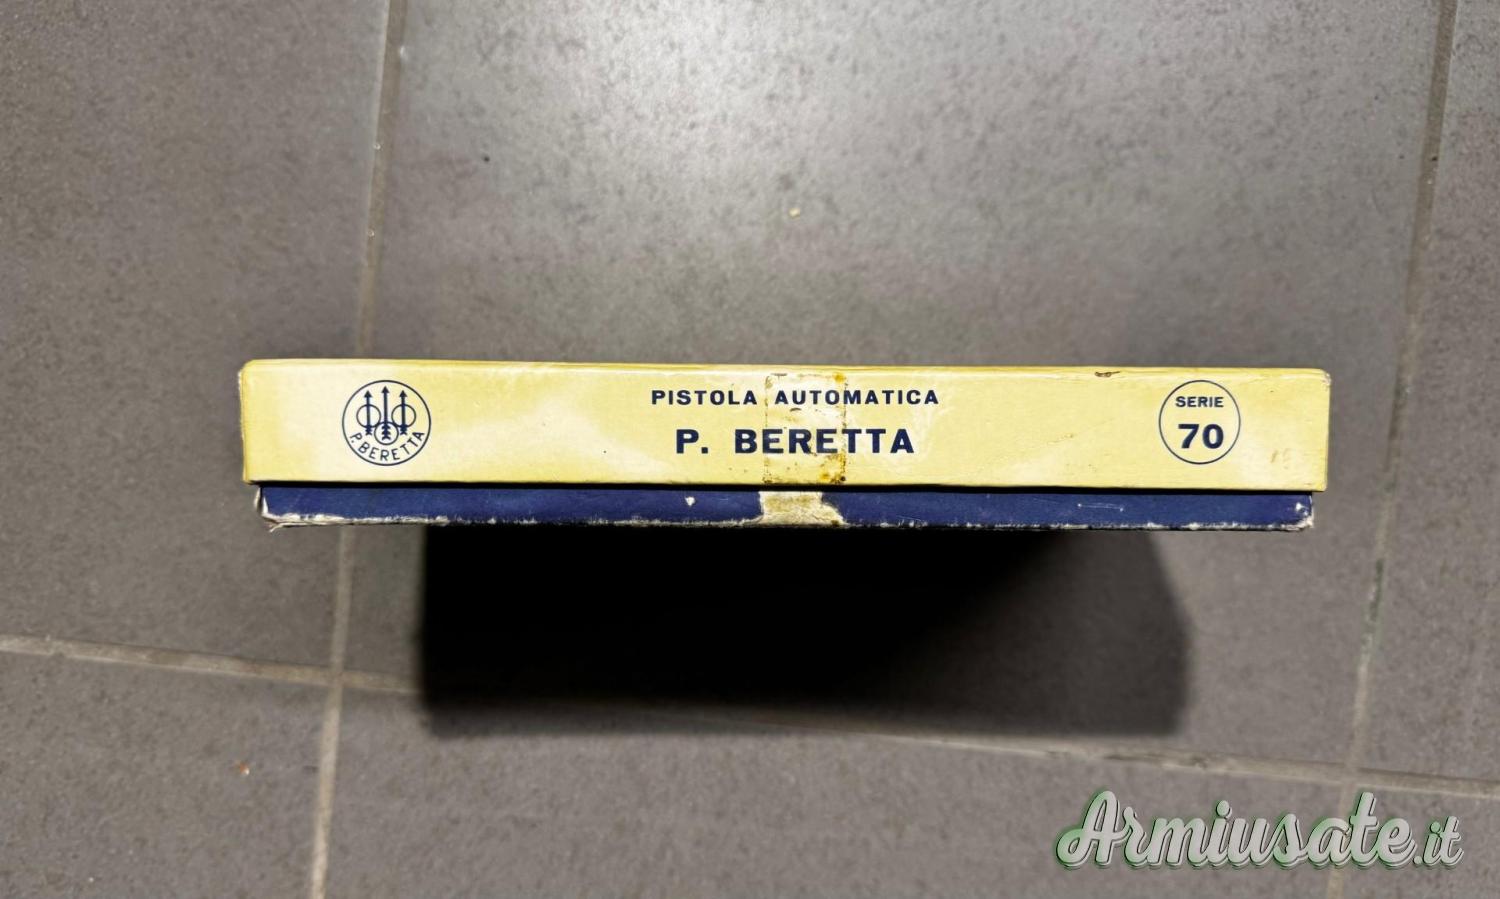 PISTOLA AUTOMATICA
P. BERETTA
P. BERETTA
SERIE
70
Armiusate.it